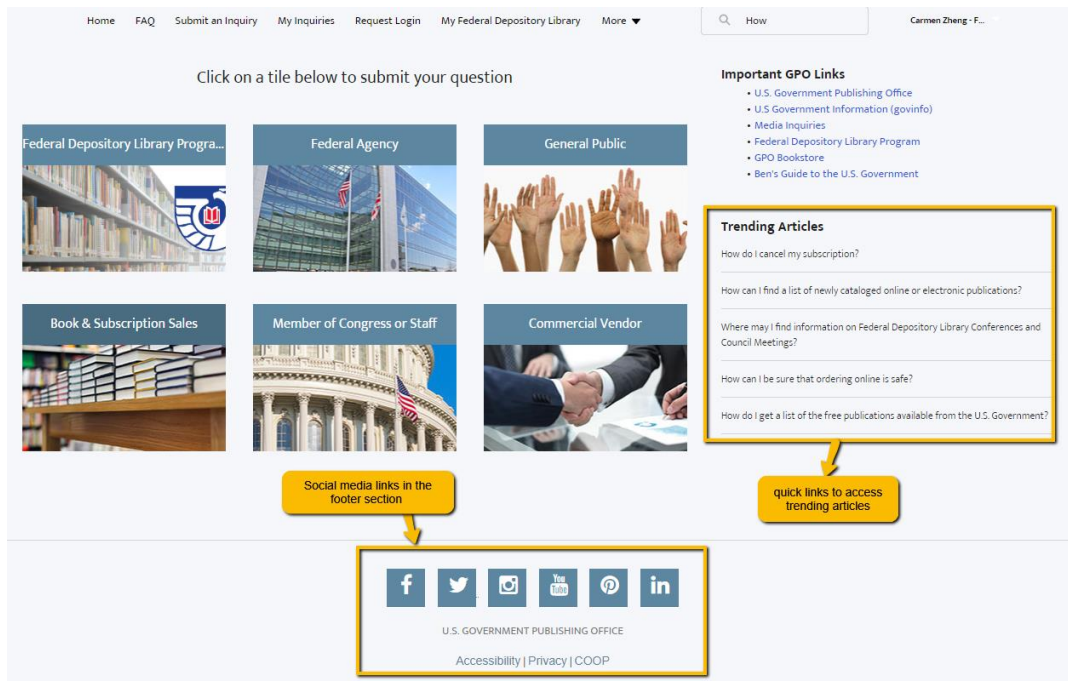 Home FAQ Submit an Inquiry My Inquiries Request Login My Federal Depository Library More How Carmen Zheng - F...
Click on a tile below to submit your question
Federal Depository Library Progra...
Federal Agency
General Public
Book & Subscription Sales
Member of Congress or Staff
Commercial Vendor
Important GPO Links
• U.S. Government Publishing Office
• U.S Government Information (govinfo)
• Media Inquiries
• Federal Depository Library Program
• GPO Bookstore
• Ben's Guide to the U.S. Government
Trending Articles
How do I cancel my subscription?
How can I find a list of newly cataloged online or electronic publications?
Where may I find information on Federal Depository Library Conferences and
Council Meetings?
How can I be sure that ordering online is safe?
How do I get a list of the free publications available from the U.S. Government?
Social media links in the
footer section
quick links to access
trending articles
f You Tube in
U.S. GOVERNMENT PUBLISHING OFFICE
Accessibility | Privacy | COOP